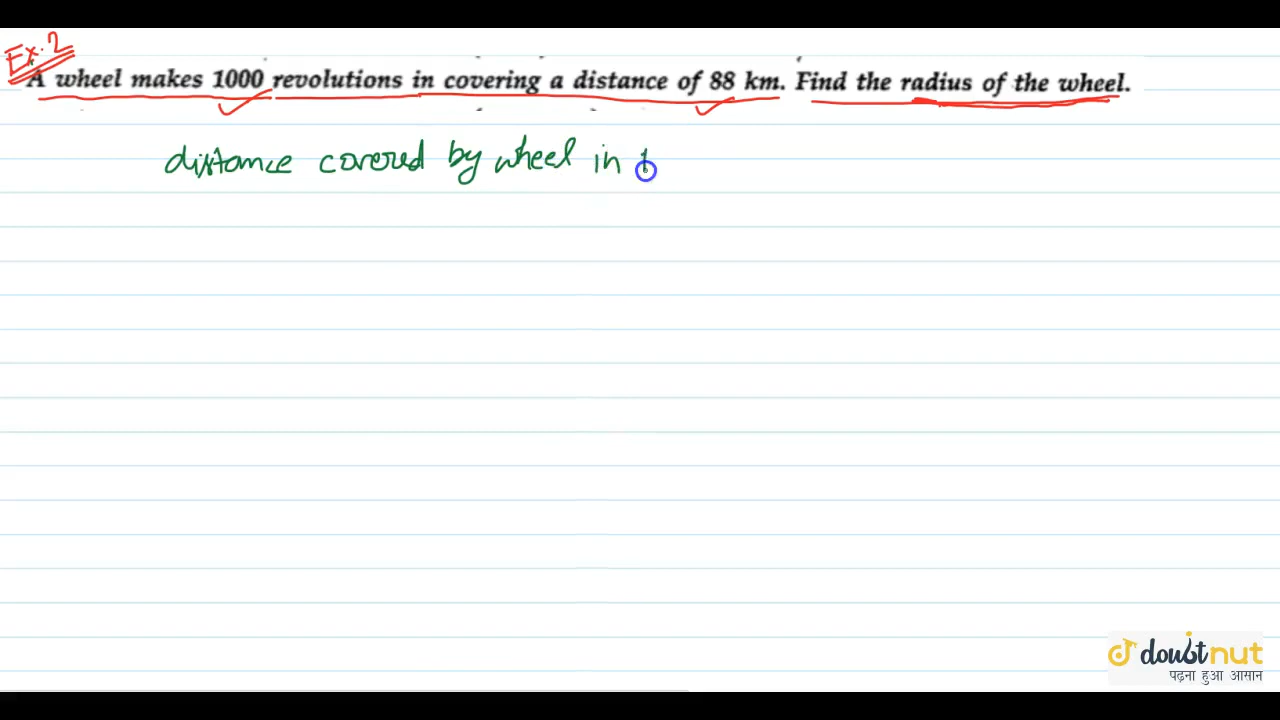 Ex. 2
A wheel makes 1000 revolutions in covering a distance of 88 km. Find the radius of the wheel.
distance covered by wheel in 1
doubtnut
पढ़ना हुआ आसान